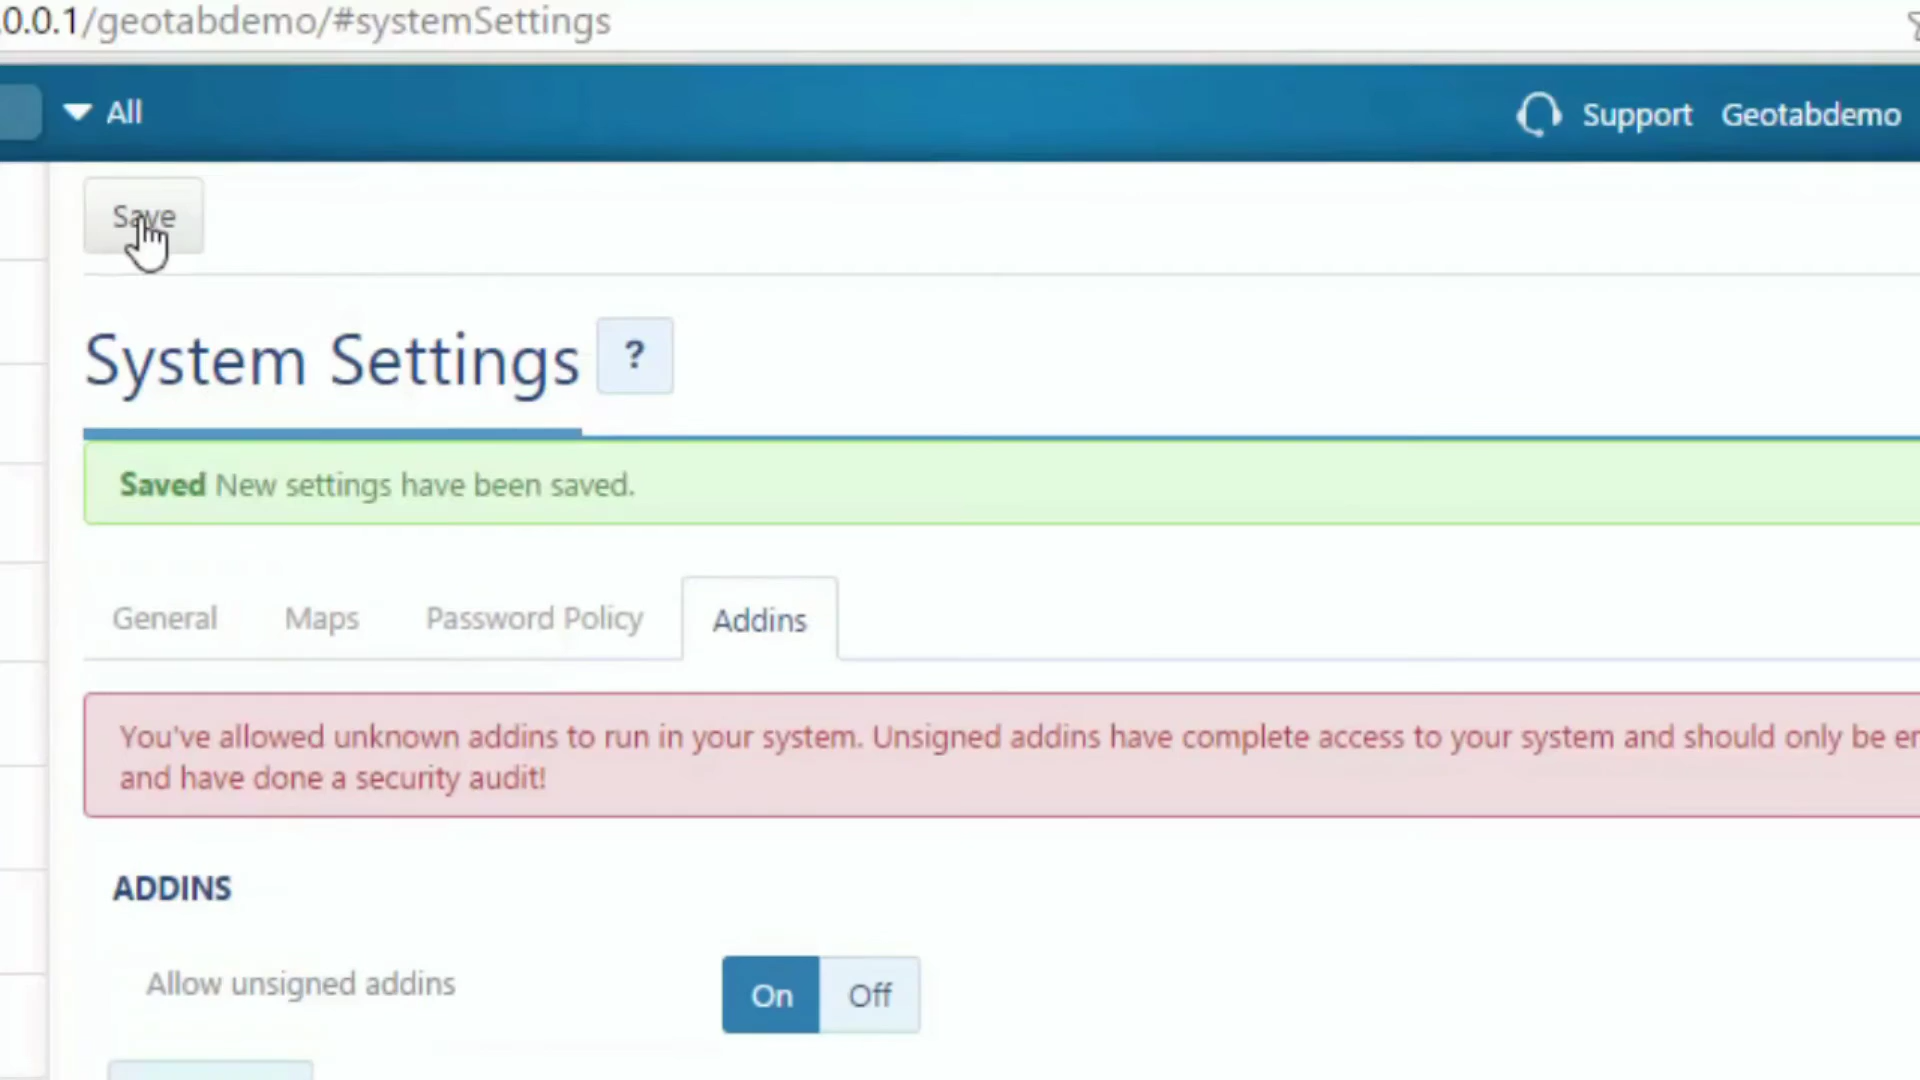 0.0.1/geotabdemo/#systemSettings
All
Support Geotabdemo
Save
System Settings ?
Saved New settings have been saved.
General Maps Password Policy Addins
You've allowed unknown addins to run in your system. Unsigned addins have complete access to your system and should only be
and have done a security audit!
ADDINS
Allow unsigned addins On Off